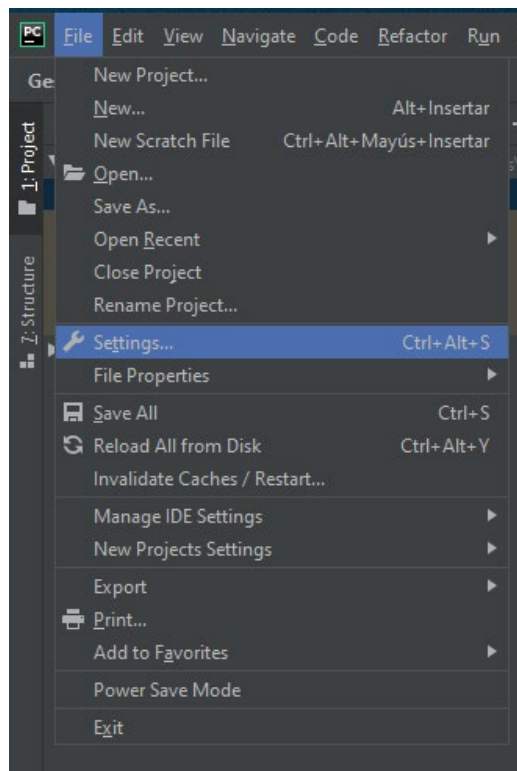 PC File Edit View Navigate Code Refactor Run
Ge
1: Project
7: Structure
New Project...
New... Alt+Insertar
New Scratch File Ctrl+Alt+Mayús+Insertar
Open...
Save As...
Open Recent
Close Project
Rename Project...
Settings... Ctrl+Alt+S
File Properties
Save All Ctrl+S
Reload All from Disk Ctrl+Alt+Y
Invalidate Caches / Restart...
Manage IDE Settings
New Projects Settings
Export
Print...
Add to Favorites
Power Save Mode
Exit